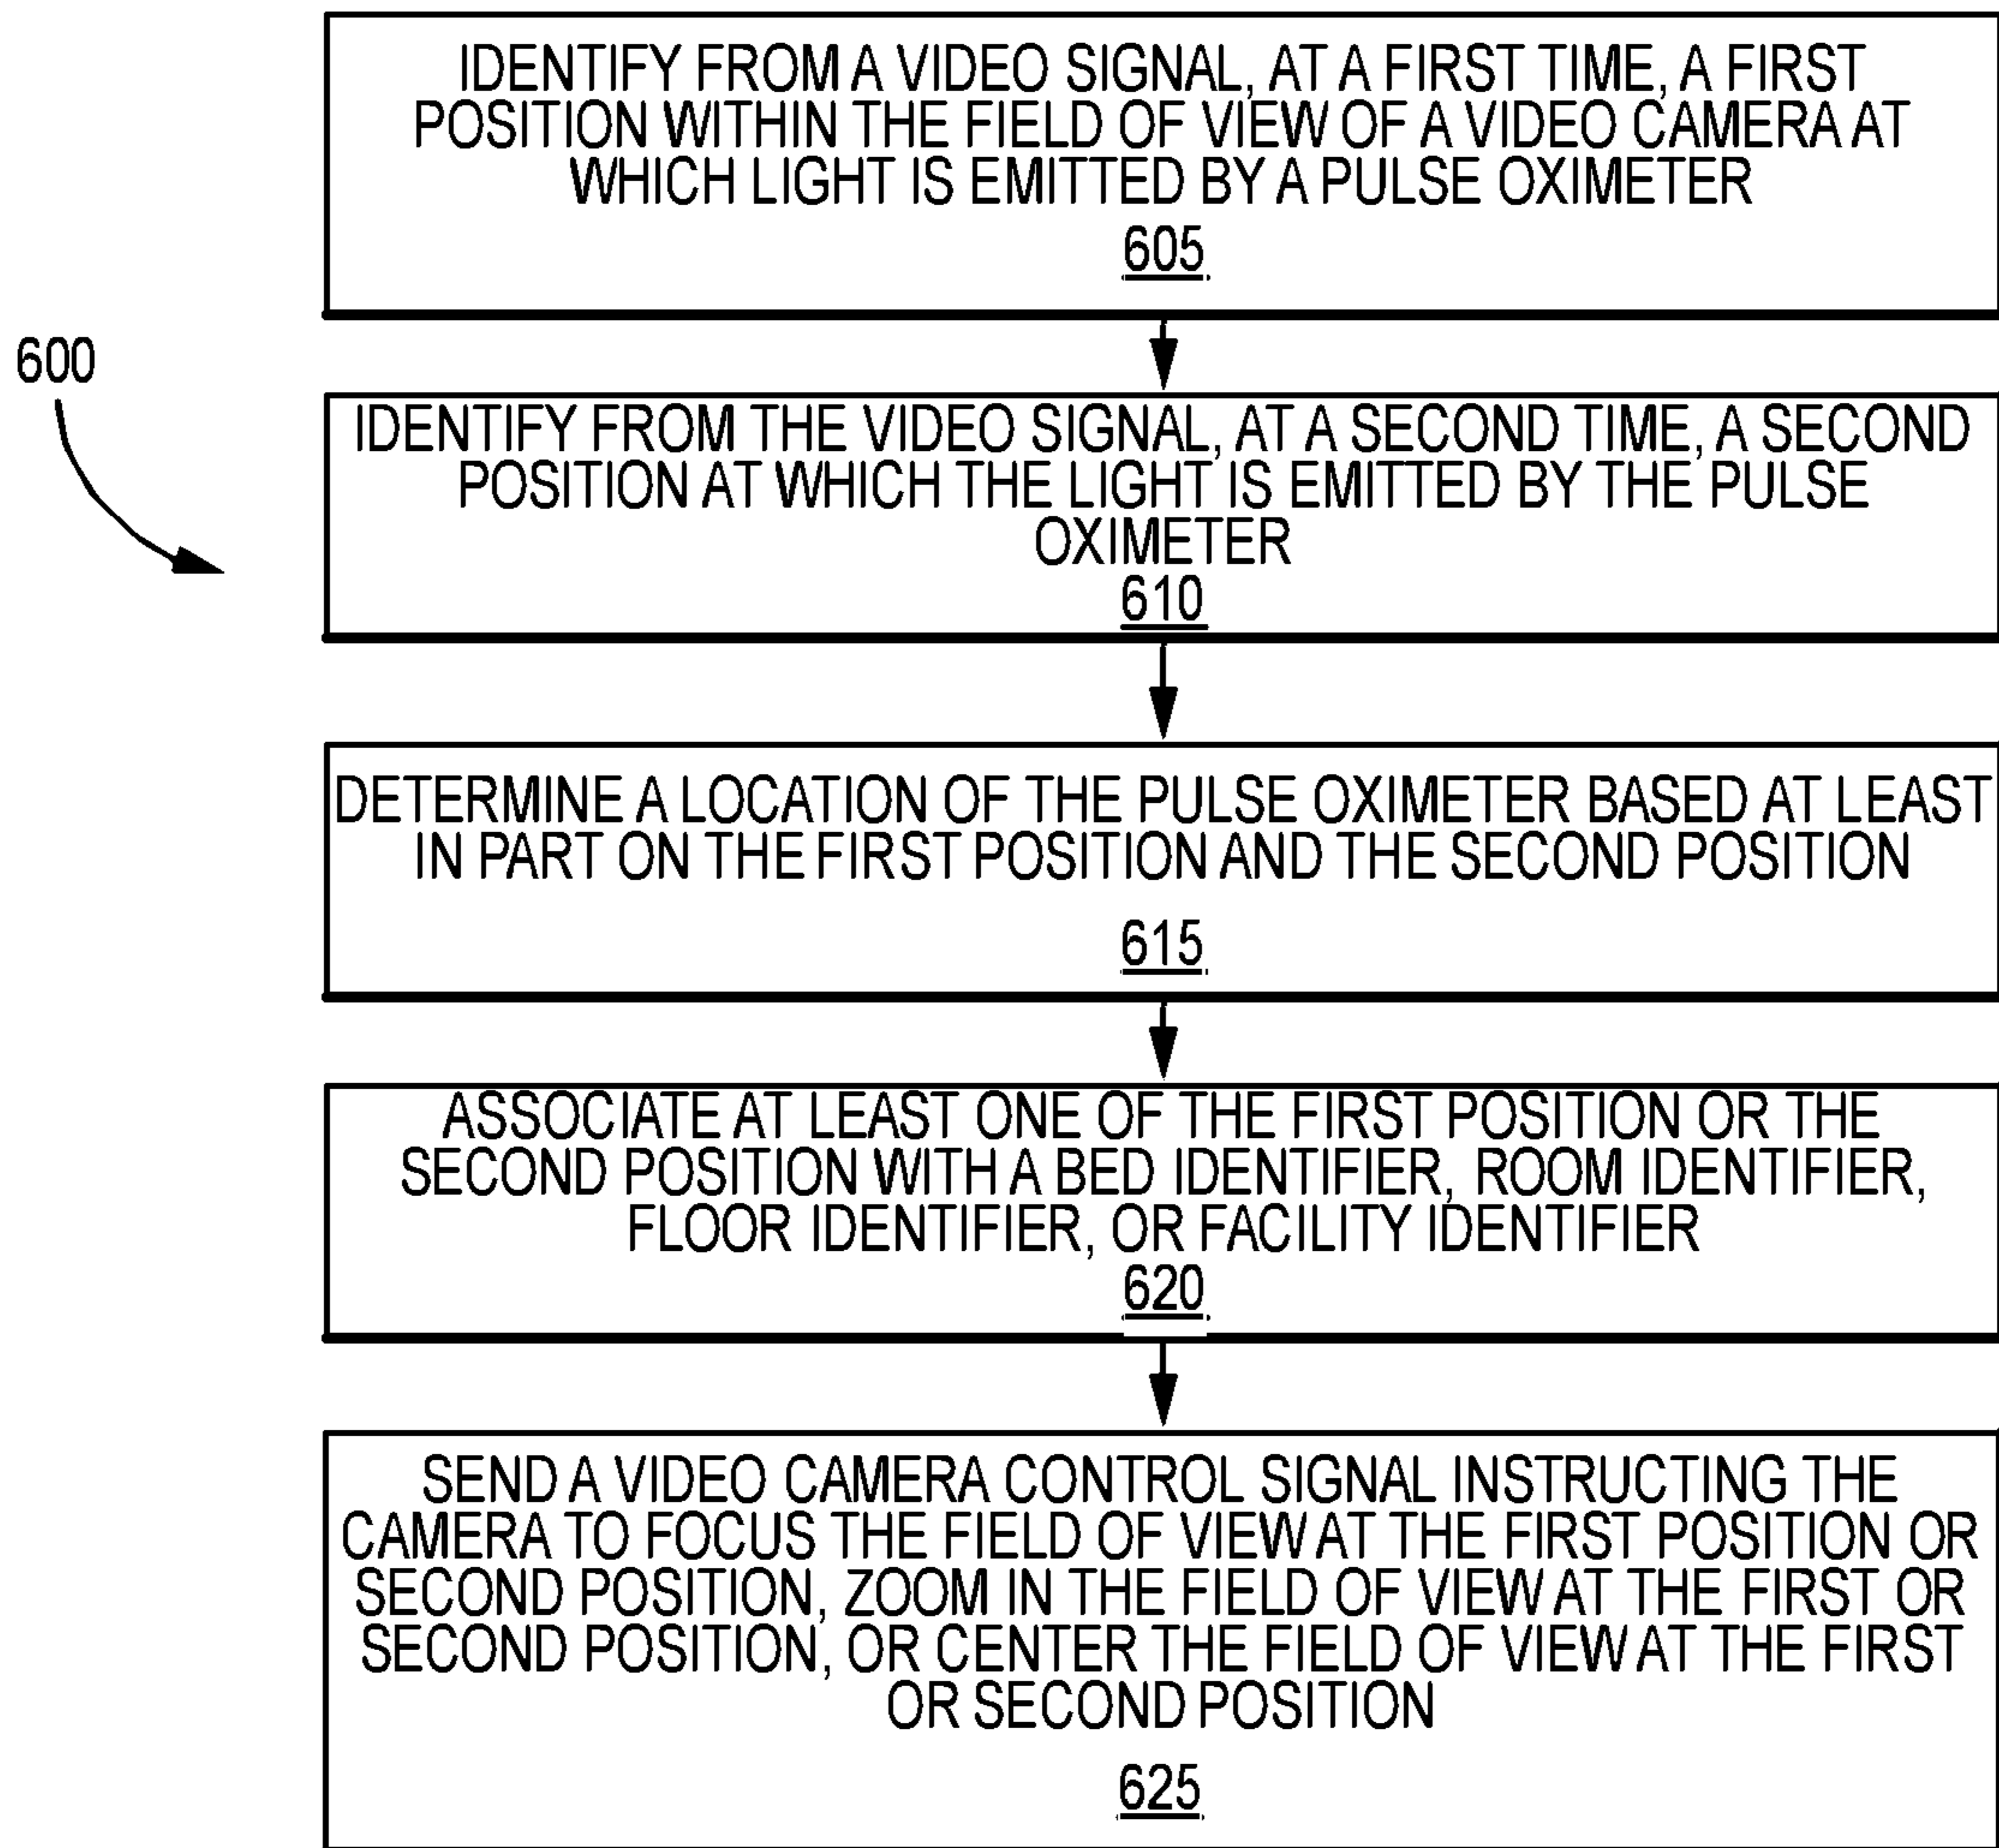 IDENTIFY FROM A VIDEO SIGNAL, AT A FIRST TIME, A FIRST
POSITION WITHIN THE FIELD OF VIEW OF A VIDEO CAMERA AT
WHICH LIGHT IS EMITTED BY A PULSE OXIMETER
605
600
IDENTIFY FROM THE VIDEO SIGNAL, AT A SECOND TIME, A SECOND
POSITION AT WHICH THE LIGHT IS EMITTED BY THE PULSE
OXIMETER
610
DETERMINE A LOCATION OF THE PULSE OXIMETER BASED AT LEAST
IN PART ON THE FIRST POSITION AND THE SECOND POSITION
615
ASSOCIATE AT LEAST ONE OF THE FIRST POSITION OR THE
SECOND POSITION WITH A BED IDENTIFIER, ROOM IDENTIFIER,
FLOOR IDENTIFIER, OR FACILITY IDENTIFIER
620
SEND A VIDEO CAMERA CONTROL SIGNAL INSTRUCTING THE
CAMERA TO FOCUS THE FIELD OF VIEW AT THE FIRST POSITION OR
SECOND POSITION, ZOOM IN THE FIELD OF VIEW AT THE FIRST OR
SECOND POSITION, OR CENTER THE FIELD OF VIEW AT THE FIRST
OR SECOND POSITION
625